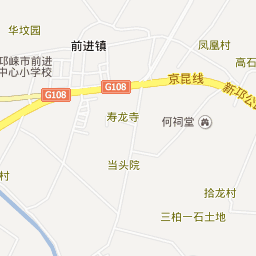 华坟园
凤凰村
前进镇
邛崃市前进
中心小学校
高石
京昆线
G108
G108
新邛公
寿龙寺
何祠堂
当头院
村
拾龙村
三柏一石土地